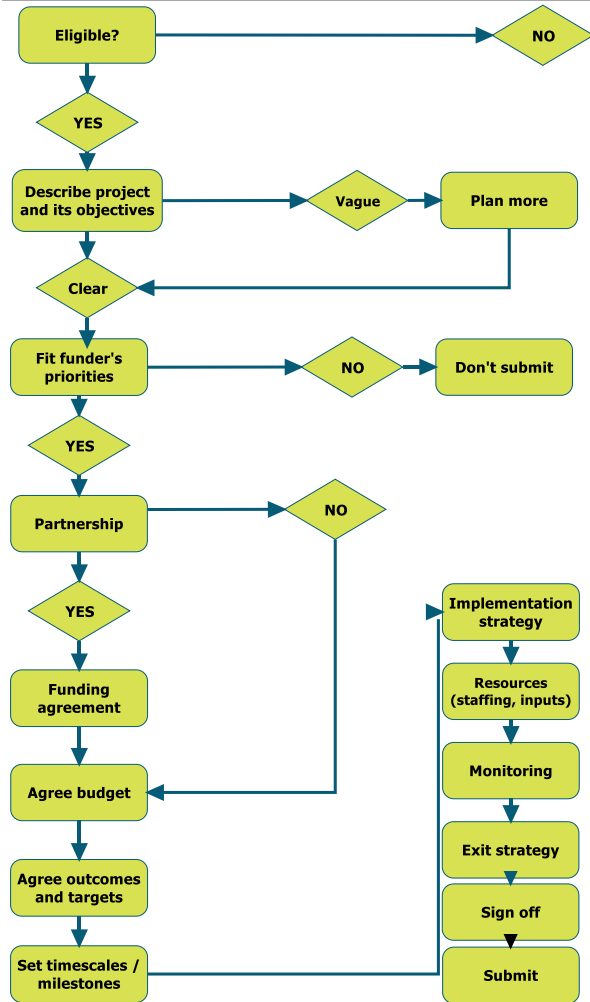 Eligible?
NO
YES
Describe project
and its objectives
Vague
Plan more
Clear
Fit funder's
priorities
NO
Don't submit
YES
Partnership
NO
YES
Funding
agreement
Agree budget
Agree outcomes
and targets
Set timescales /
milestones
Implementation
strategy
Resources
(staffing, inputs)
Monitoring
Exit strategy
Sign off
Submit